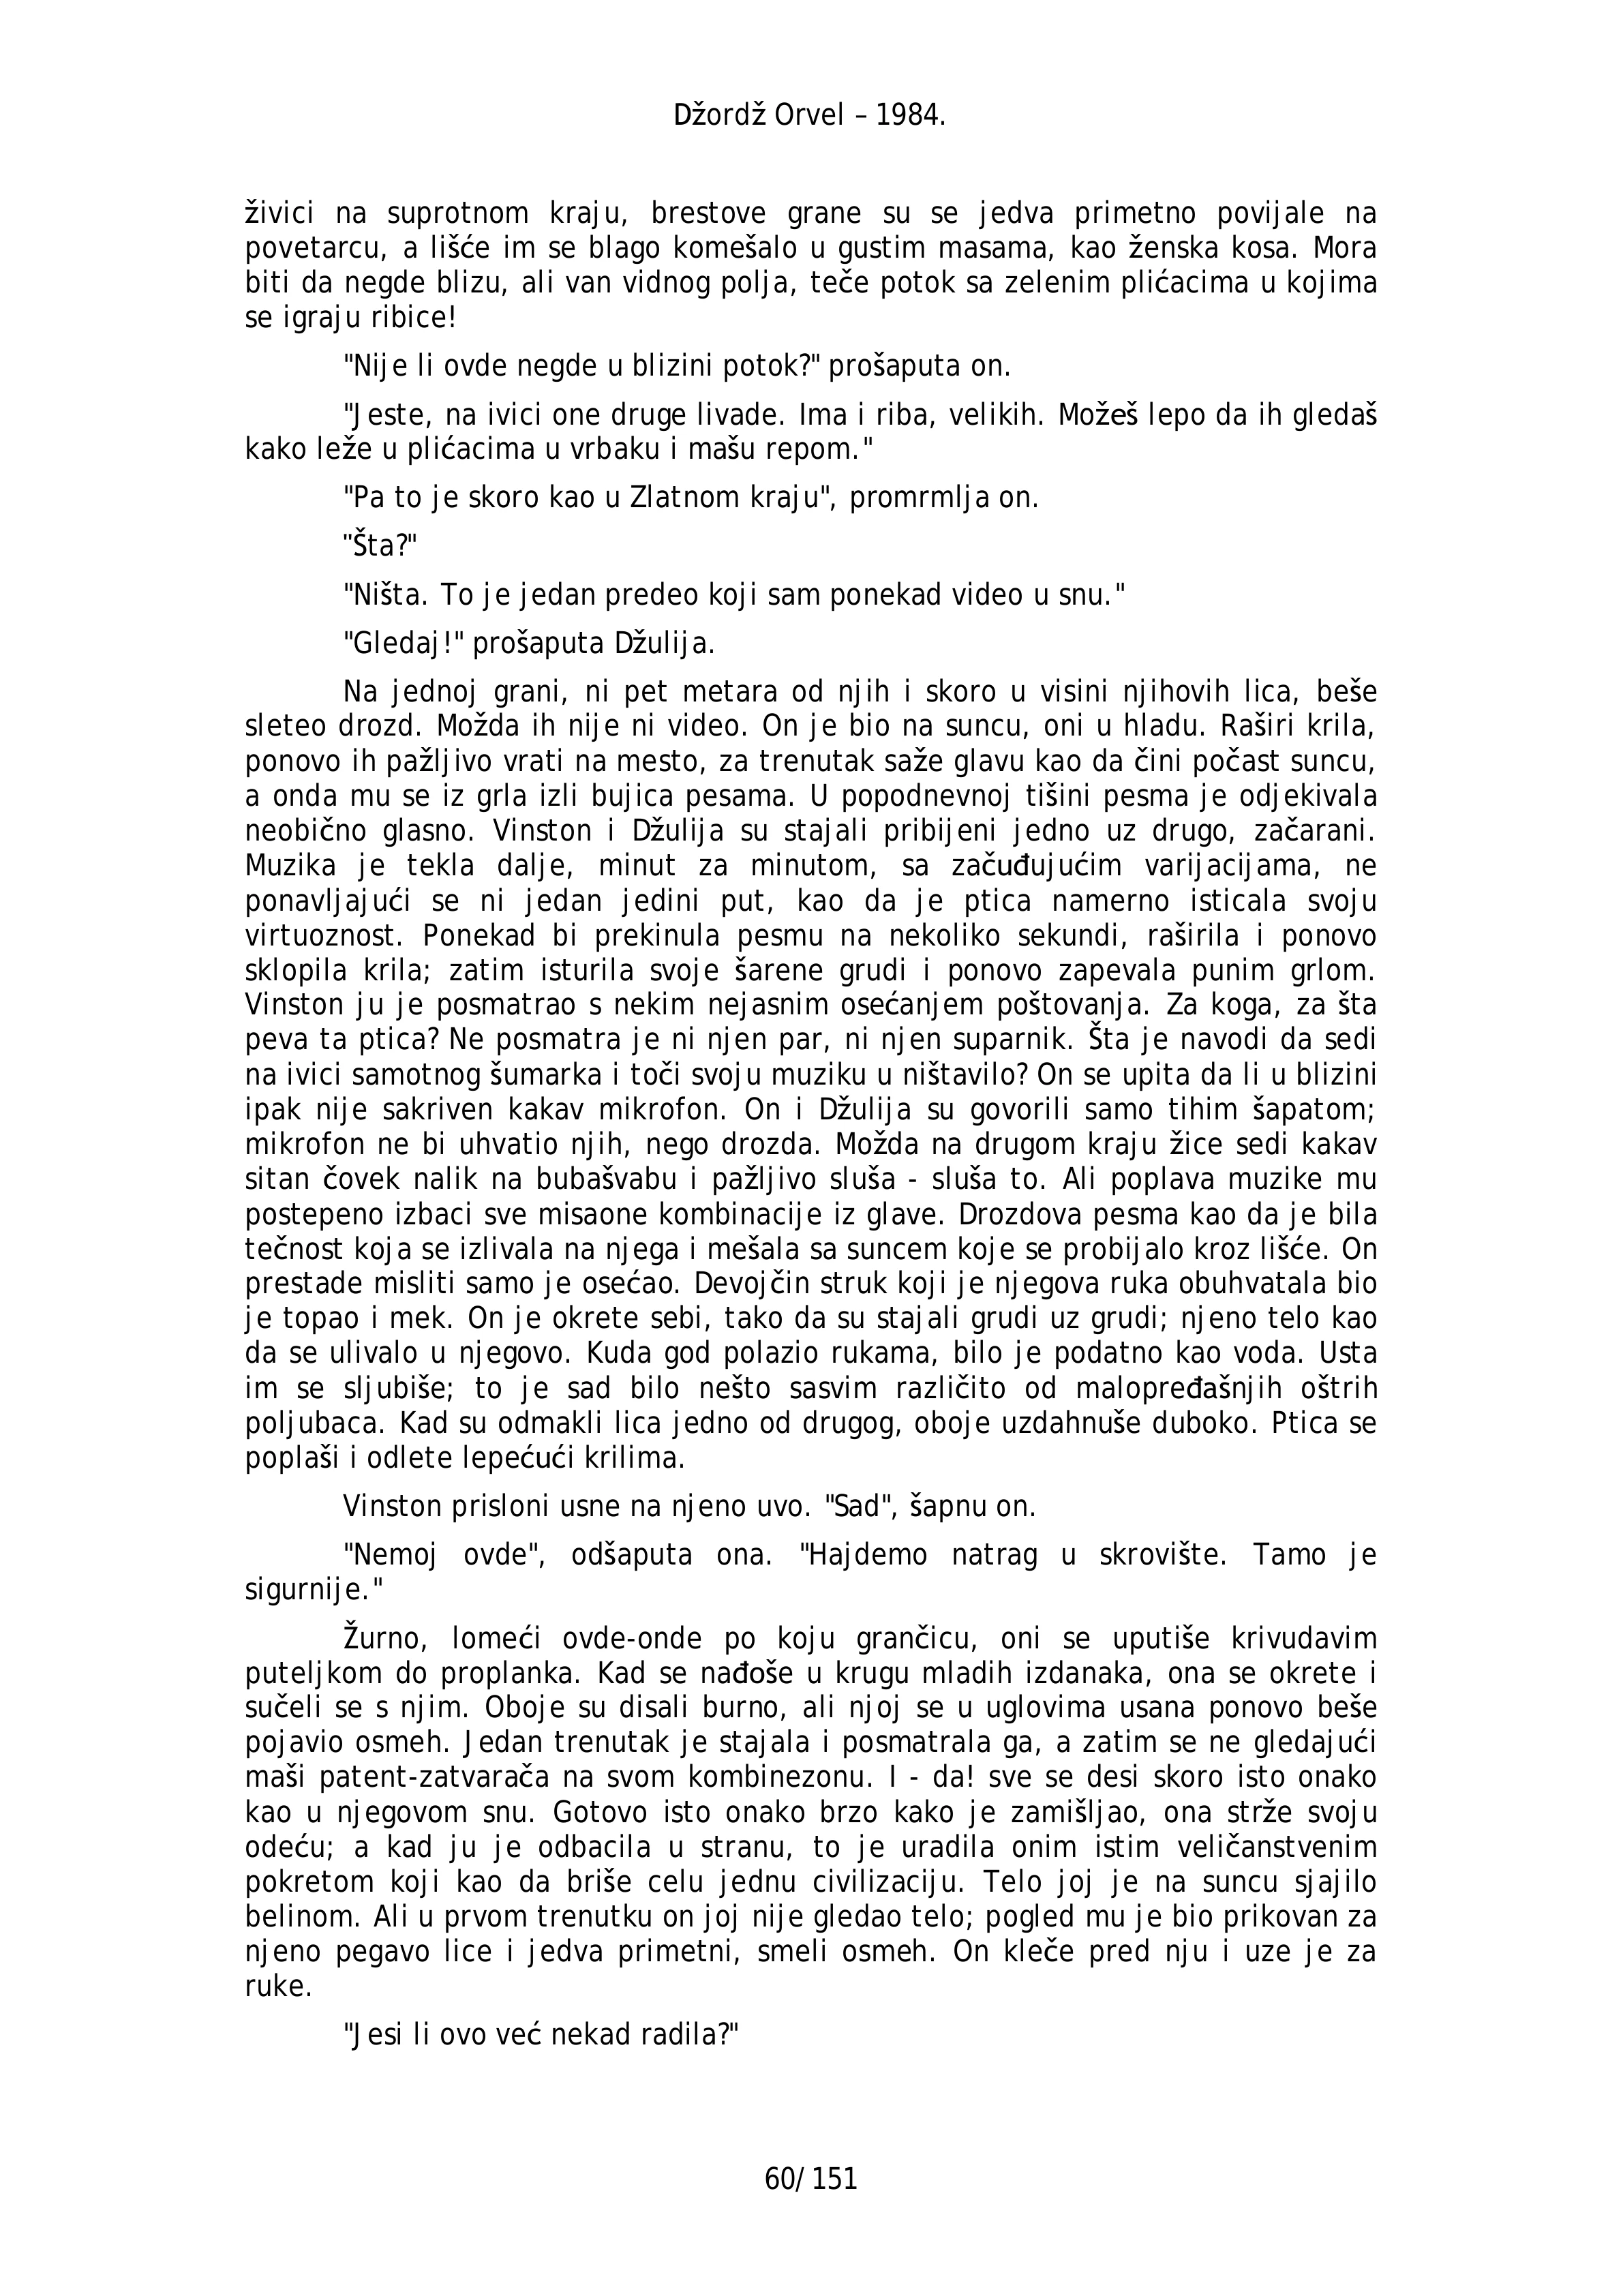 Džordž Orvel – 1984.
živici na suprotnom kraju, brestove grane su se jedva primetno povijale na
povetarcu, a lišće im se blago komešalo u gustim masama, kao ženska kosa. Mora
biti da negde blizu, ali van vidnog polja, teče potok sa zelenim plićacima u kojima
se igraju ribice!
"Nije li ovde negde u blizini potok?" prošaputa on.
"Jeste, na ivici one druge livade. Ima i riba, velikih. Možeš lepo da ih gledaš
kako leže u plićacima u vrbaku i mašu repom."
"Pa to je skoro kao u Zlatnom kraju", promrmlja on.
"Šta?"
"Ništa. To je jedan predeo koji sam ponekad video u snu."
"Gledaj!" prošaputa Džulija.
Na jednoj grani, ni pet metara od njih i skoro u visini njihovih lica, beše
sleteo drozd. Možda ih nije ni video. On je bio na suncu, oni u hladu. Raširi krila,
ponovo ih pažljivo vrati na mesto, za trenutak saže glavu kao da čini počast suncu,
a onda mu se iz grla izli bujica pesama. U popodnevnoj tišini pesma je odjekivala
neobično glasno. Vinston i Džulija su stajali pribijeni jedno uz drugo, začarani.
Muzika je tekla dalje, minut za minutom, sa začuđujućim varijacijama, ne
ponavljajući se ni jedan jedini put, kao da je ptica namerno isticala svoju
virtuoznost. Ponekad bi prekinula pesmu na nekoliko sekundi, raširila i ponovo
sklopila krila; zatim isturila svoje šarene grudi i ponovo zapevala punim grlom.
Vinston ju je posmatrao s nekim nejasnim osećanjem poštovanja. Za koga, za šta
peva ta ptica? Ne posmatra je ni njen par, ni njen suparnik. Šta je navodi da sedi
na ivici samotnog šumarka i toči svoju muziku u ništavilo? On se upita da li u blizini
ipak nije sakriven kakav mikrofon. On i Džulija su govorili samo tihim šapatom;
mikrofon ne bi uhvatio njih, nego drozda. Možda na drugom kraju žice sedi kakav
sitan čovek nalik na bubašvabu i pažljivo sluša - sluša to. Ali poplava muzike mu
postepeno izbaci sve misaone kombinacije iz glave. Drozdova pesma kao da je bila
tečnost koja se izlivala na njega i mešala sa suncem koje se probijalo kroz lišće. On
prestade misliti samo je osećao. Devojčin struk koji je njegova ruka obuhvatala bio
je topao i mek. On je okrete sebi, tako da su stajali grudi uz grudi; njeno telo kao
da se ulivalo u njegovo. Kuda god polazio rukama, bilo je podatno kao voda. Usta
im se sljubiše; to je sad bilo nešto sasvim različito od malopređašnjih oštrih
poljubaca. Kad su odmakli lica jedno od drugog, oboje uzdahnuše duboko. Ptica se
poplaši i odlete lepećući krilima.
Vinston prisloni usne na njeno uvo. "Sad", šapnu on.
"Nemoj ovde", odšaputa ona. "Hajdemo natrag u skrovište. Tamo je
sigurnije."
Žurno, lomeći ovde-onde po koju grančicu, oni se uputiše krivudavim
puteljkom do proplanka. Kad se nađoše u krugu mladih izdanaka, ona se okrete i
sučeli se s njim. Oboje su disali burno, ali njoj se u uglovima usana ponovo beše
pojavio osmeh. Jedan trenutak je stajala i posmatrala ga, a zatim se ne gledajući
maši patent-zatvarača na svom kombinezonu. I - da! sve se desi skoro isto onako
kao u njegovom snu. Gotovo isto onako brzo kako je zamišljao, ona strže svoju
odeću; a kad ju je odbacila u stranu, to je uradila onim istim veličanstvenim
pokretom koji kao da briše celu jednu civilizaciju. Telo joj je na suncu sjajilo
belinom. Ali u prvom trenutku on joj nije gledao telo; pogled mu je bio prikovan za
njeno pegavo lice i jedva primetni, smeli osmeh. On kleče pred nju i uze je za
ruke.
"Jesi li ovo već nekad radila?"
60/151